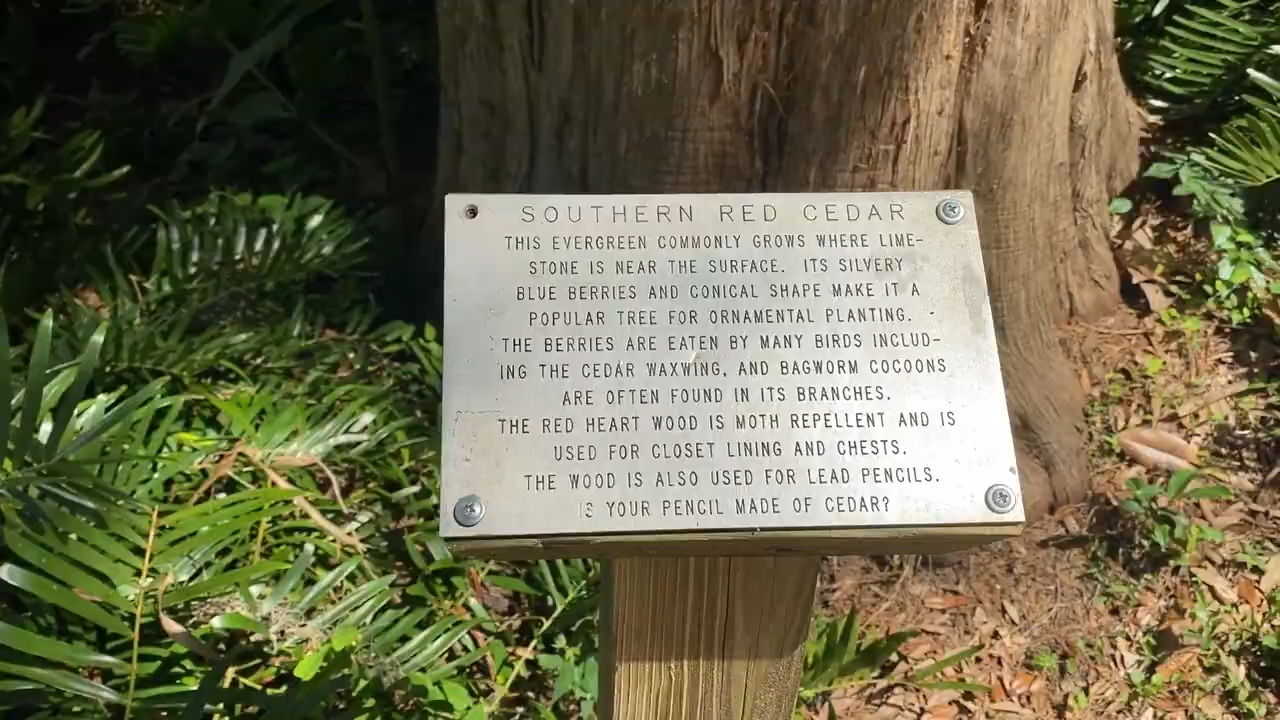 SOUTHERN RED CEDAR
THIS EVERGREEN COMMONLY GROWS WHERE LIME-
STONE IS NEAR THE SURFACE. ITS SILVERY
BLUE BERRIES AND CONICAL SHAPE MAKE IT A
POPULAR TREE FOR ORNAMENTAL PLANTING.
THE BERRIES ARE EATEN BY MANY BIRDS INCLUD-
ING THE CEDAR WAXWING, AND BAGWORM COCOONS
ARE OFTEN FOUND IN ITS BRANCHES.
THE RED HEART WOOD IS MOTH REPELLENT AND IS
USED FOR CLOSET LINING AND CHESTS.
THE WOOD IS ALSO USED FOR LEAD PENCILS.
IS YOUR PENCIL MADE OF CEDAR?